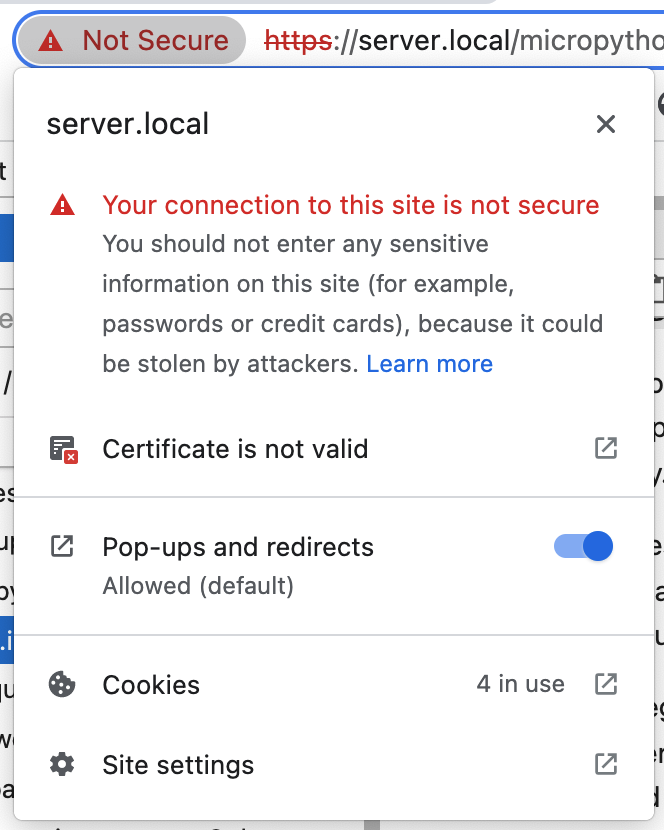 Not Secure https://server.local/micropytho
server.local
Your connection to this site is not secure
You should not enter any sensitive
information on this site (for example,
passwords or credit cards), because it could
be stolen by attackers. Learn more
Certificate is not valid
Pop-ups and redirects
Allowed (default)
Cookies 4 in use
Site settings